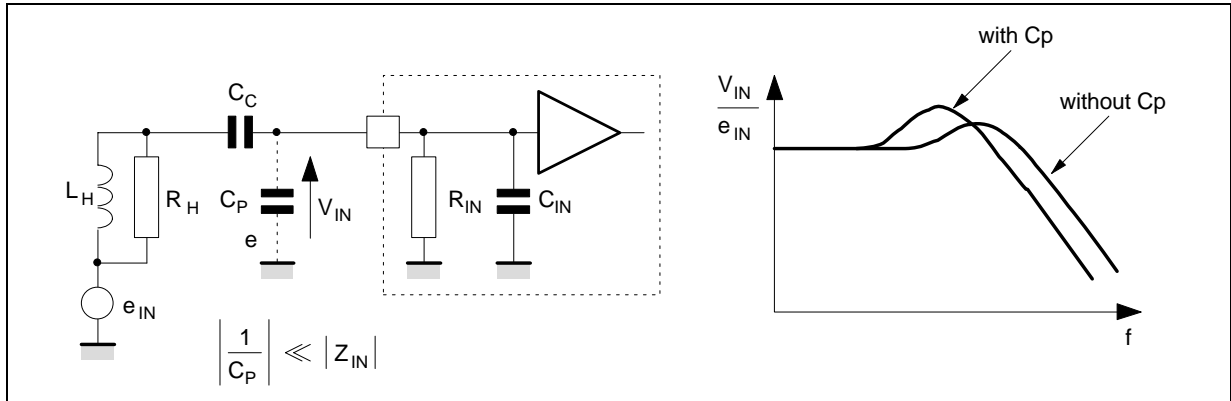 C_C
L_H
R_H
C_P
e
V_IN
R_IN
C_IN
e_IN
|1/C_P| ≪ |Z_IN|
V_IN/e_IN
with Cp
without Cp
f